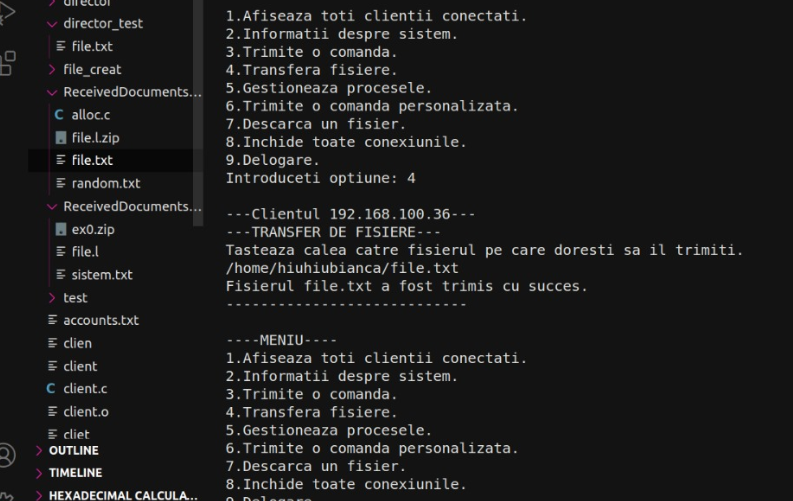 director
director_test
file.txt
file_creat
ReceivedDocuments...
alloc.c
file.l.zip
file.txt
random.txt
ReceivedDocuments...
ex0.zip
file.l
sistem.txt
test
accounts.txt
clien
client
client.c
client.o
cliet
OUTLINE
TIMELINE
HEXADECIMAL CALCULA...
1.Afiseaza toti clientii conectati.
2.Informatii despre sistem.
3.Trimite o comanda.
4.Transfera fisiere.
5.Gestioneaza procesele.
6.Trimite o comanda personalizata.
7.Descarca un fisier.
8.Inchide toate conexiunile.
9.Delogare.
Introduceti optiune: 4
---Clientul 192.168.100.36---
---TRANSFER DE FISIERE---
Tasteaza calea catre fisierul pe care doresti sa il trimiti.
/home/hiuhiubianca/file.txt
Fisierul file.txt a fost trimis cu succes.
---------------------------
----MENIU----
1.Afiseaza toti clientii conectati.
2.Informatii despre sistem.
3.Trimite o comanda.
4.Transfera fisiere.
5.Gestioneaza procesele.
6.Trimite o comanda personalizata.
7.Descarca un fisier.
8.Inchide toate conexiunile.
9.Delogare.